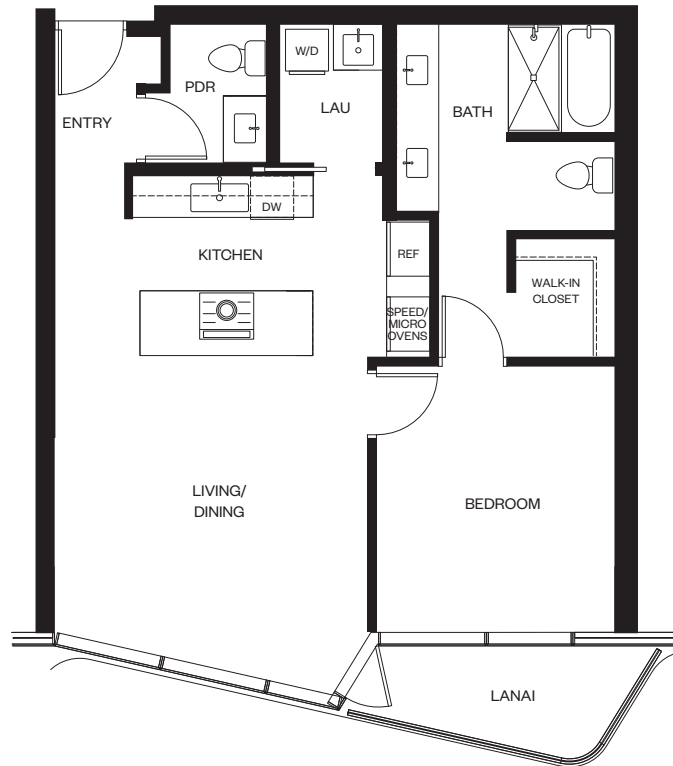 W/D
PDR
LAU
BATH
ENTRY
DW
KITCHEN
REF
WALK-IN
CLOSET
SPEED/
MICRO
OVENS
LIVING/
DINING
BEDROOM
LANAI